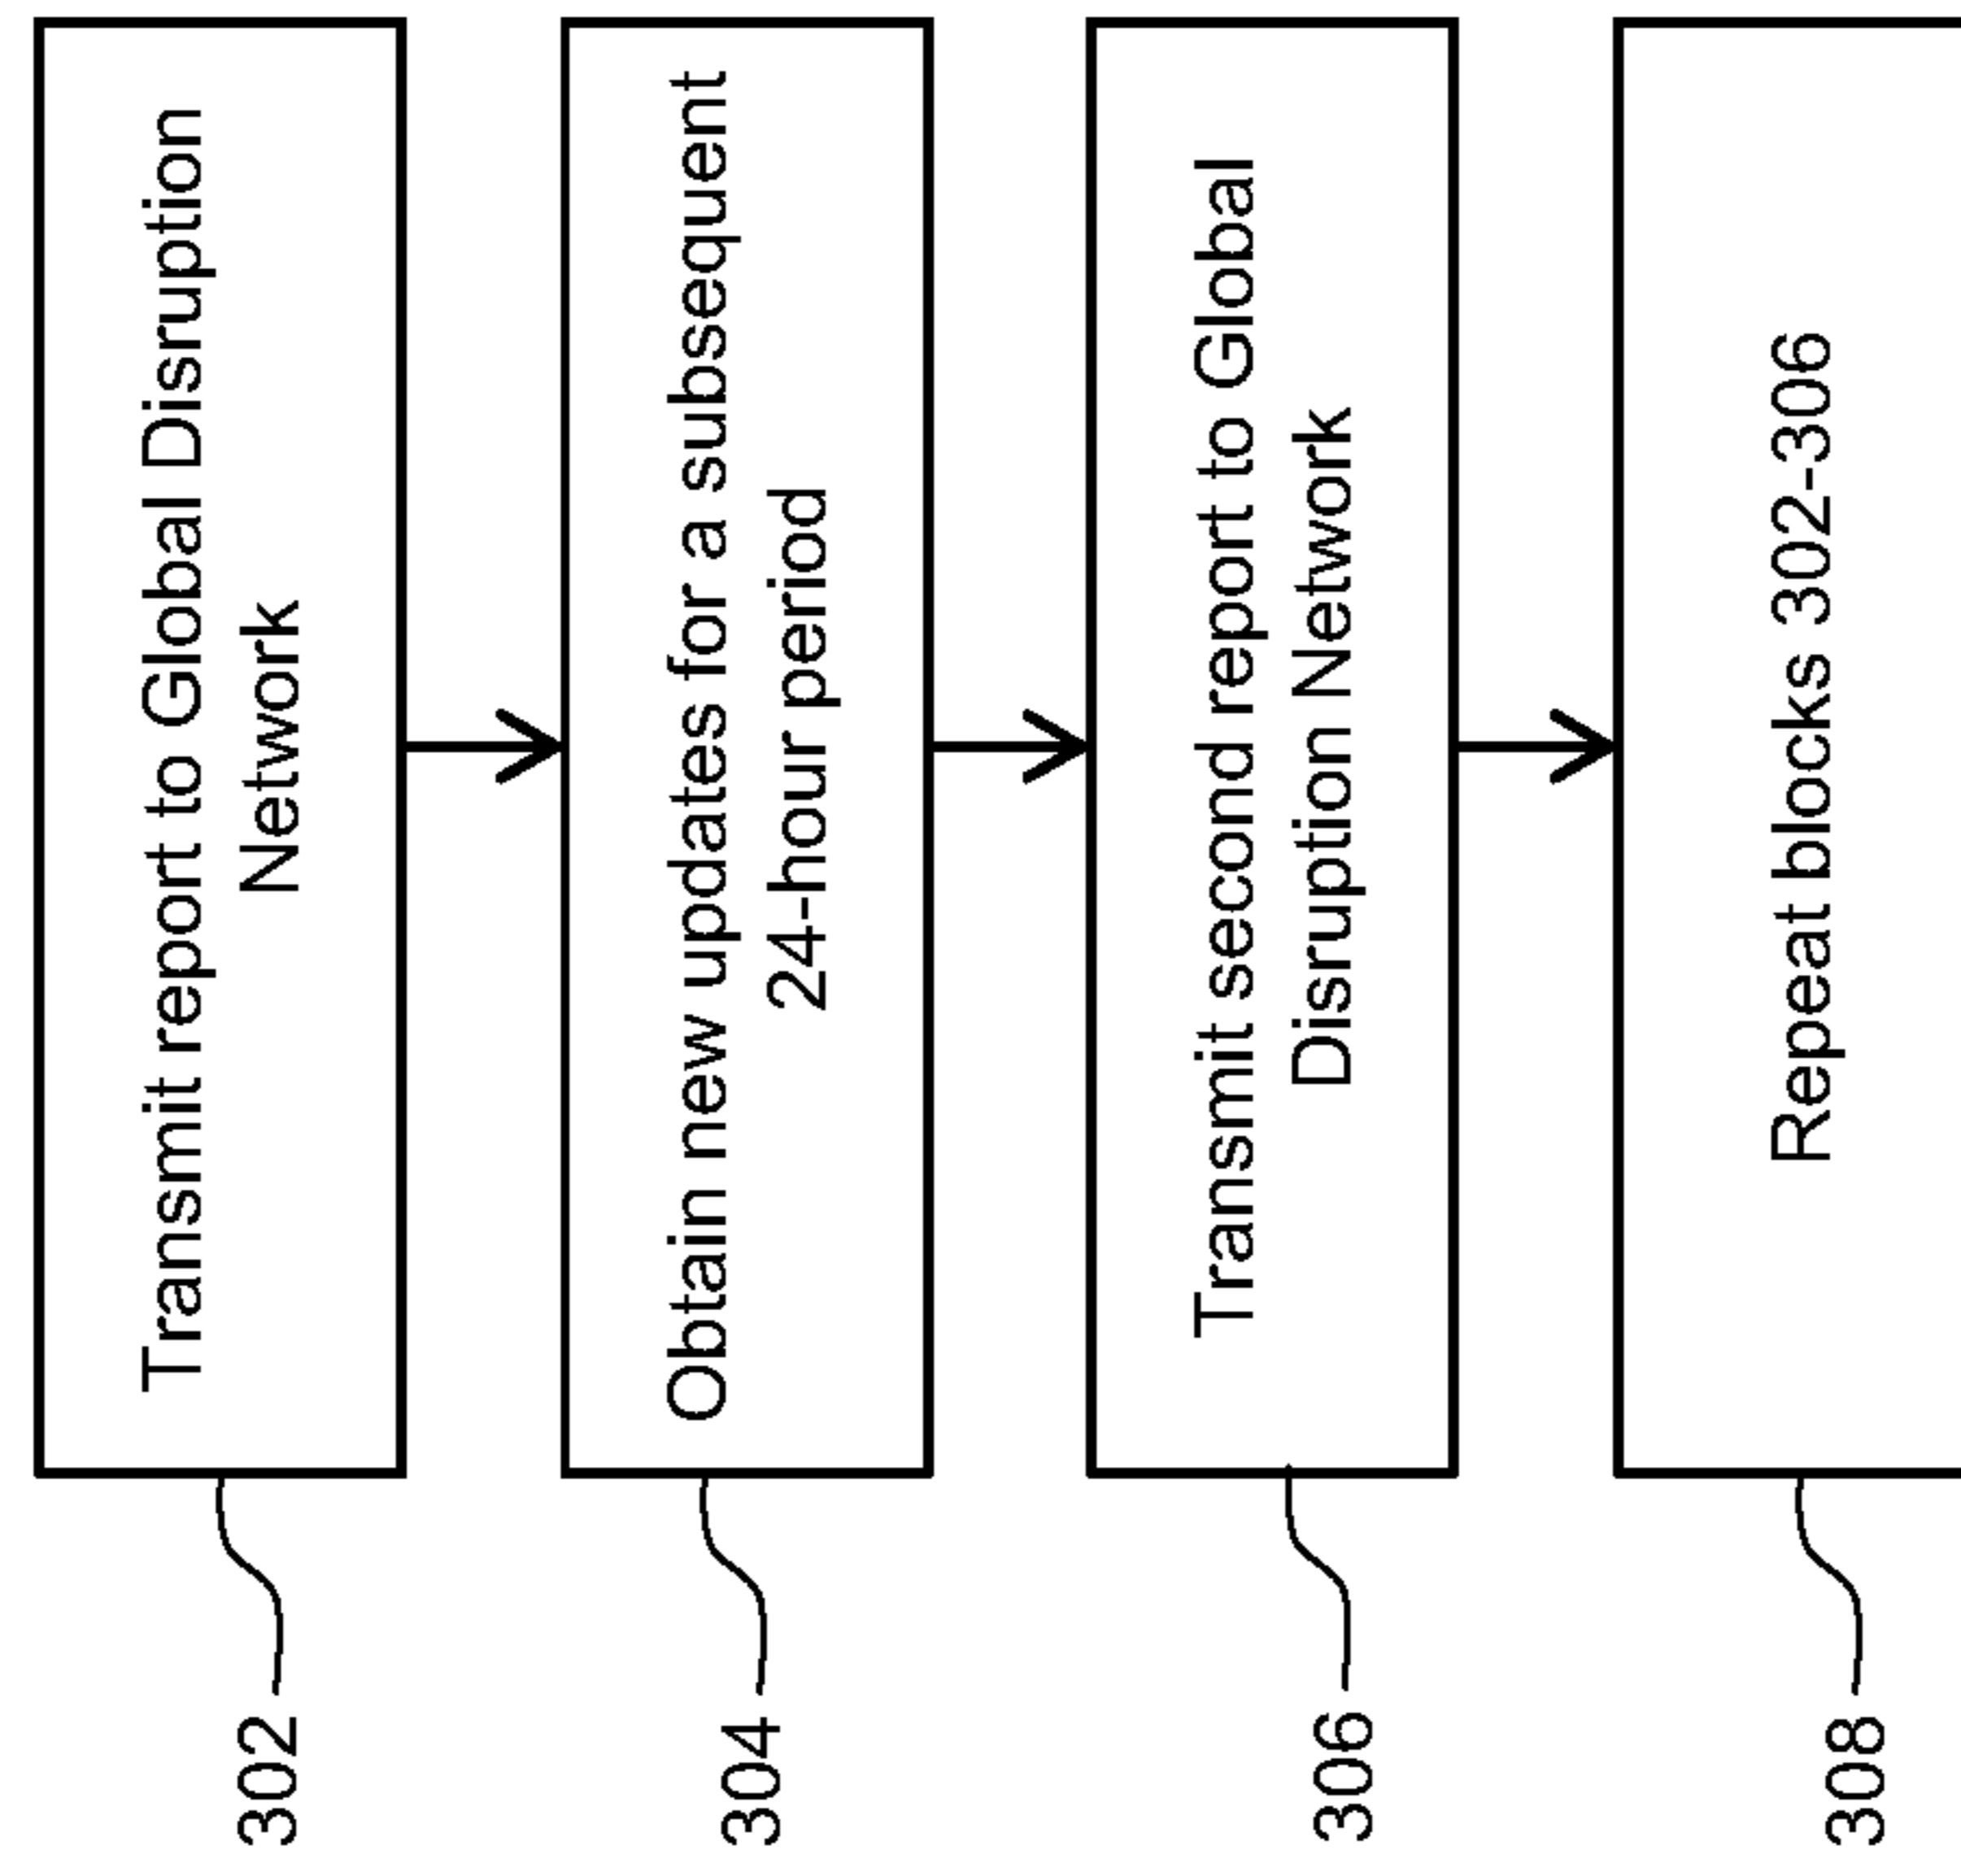 302
Transmit report to Global Disruption
Network
304
Obtain new updates for a subsequent
24-hour period
306
Transmit second report to Global
Disruption Network
308
Repeat blocks 302-306